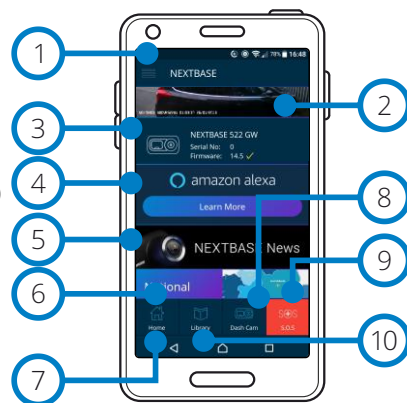 1
78% 16:48
NEXTBASE
2
3
NEXTBASE 522 GW
Serial No: 0
Firmware: 14.5 ✓
4
amazon alexa
Learn More
8
5
NEXTBASE News
9
6
Home
Library
Dash Cam
SOS
S.O.S
7
10